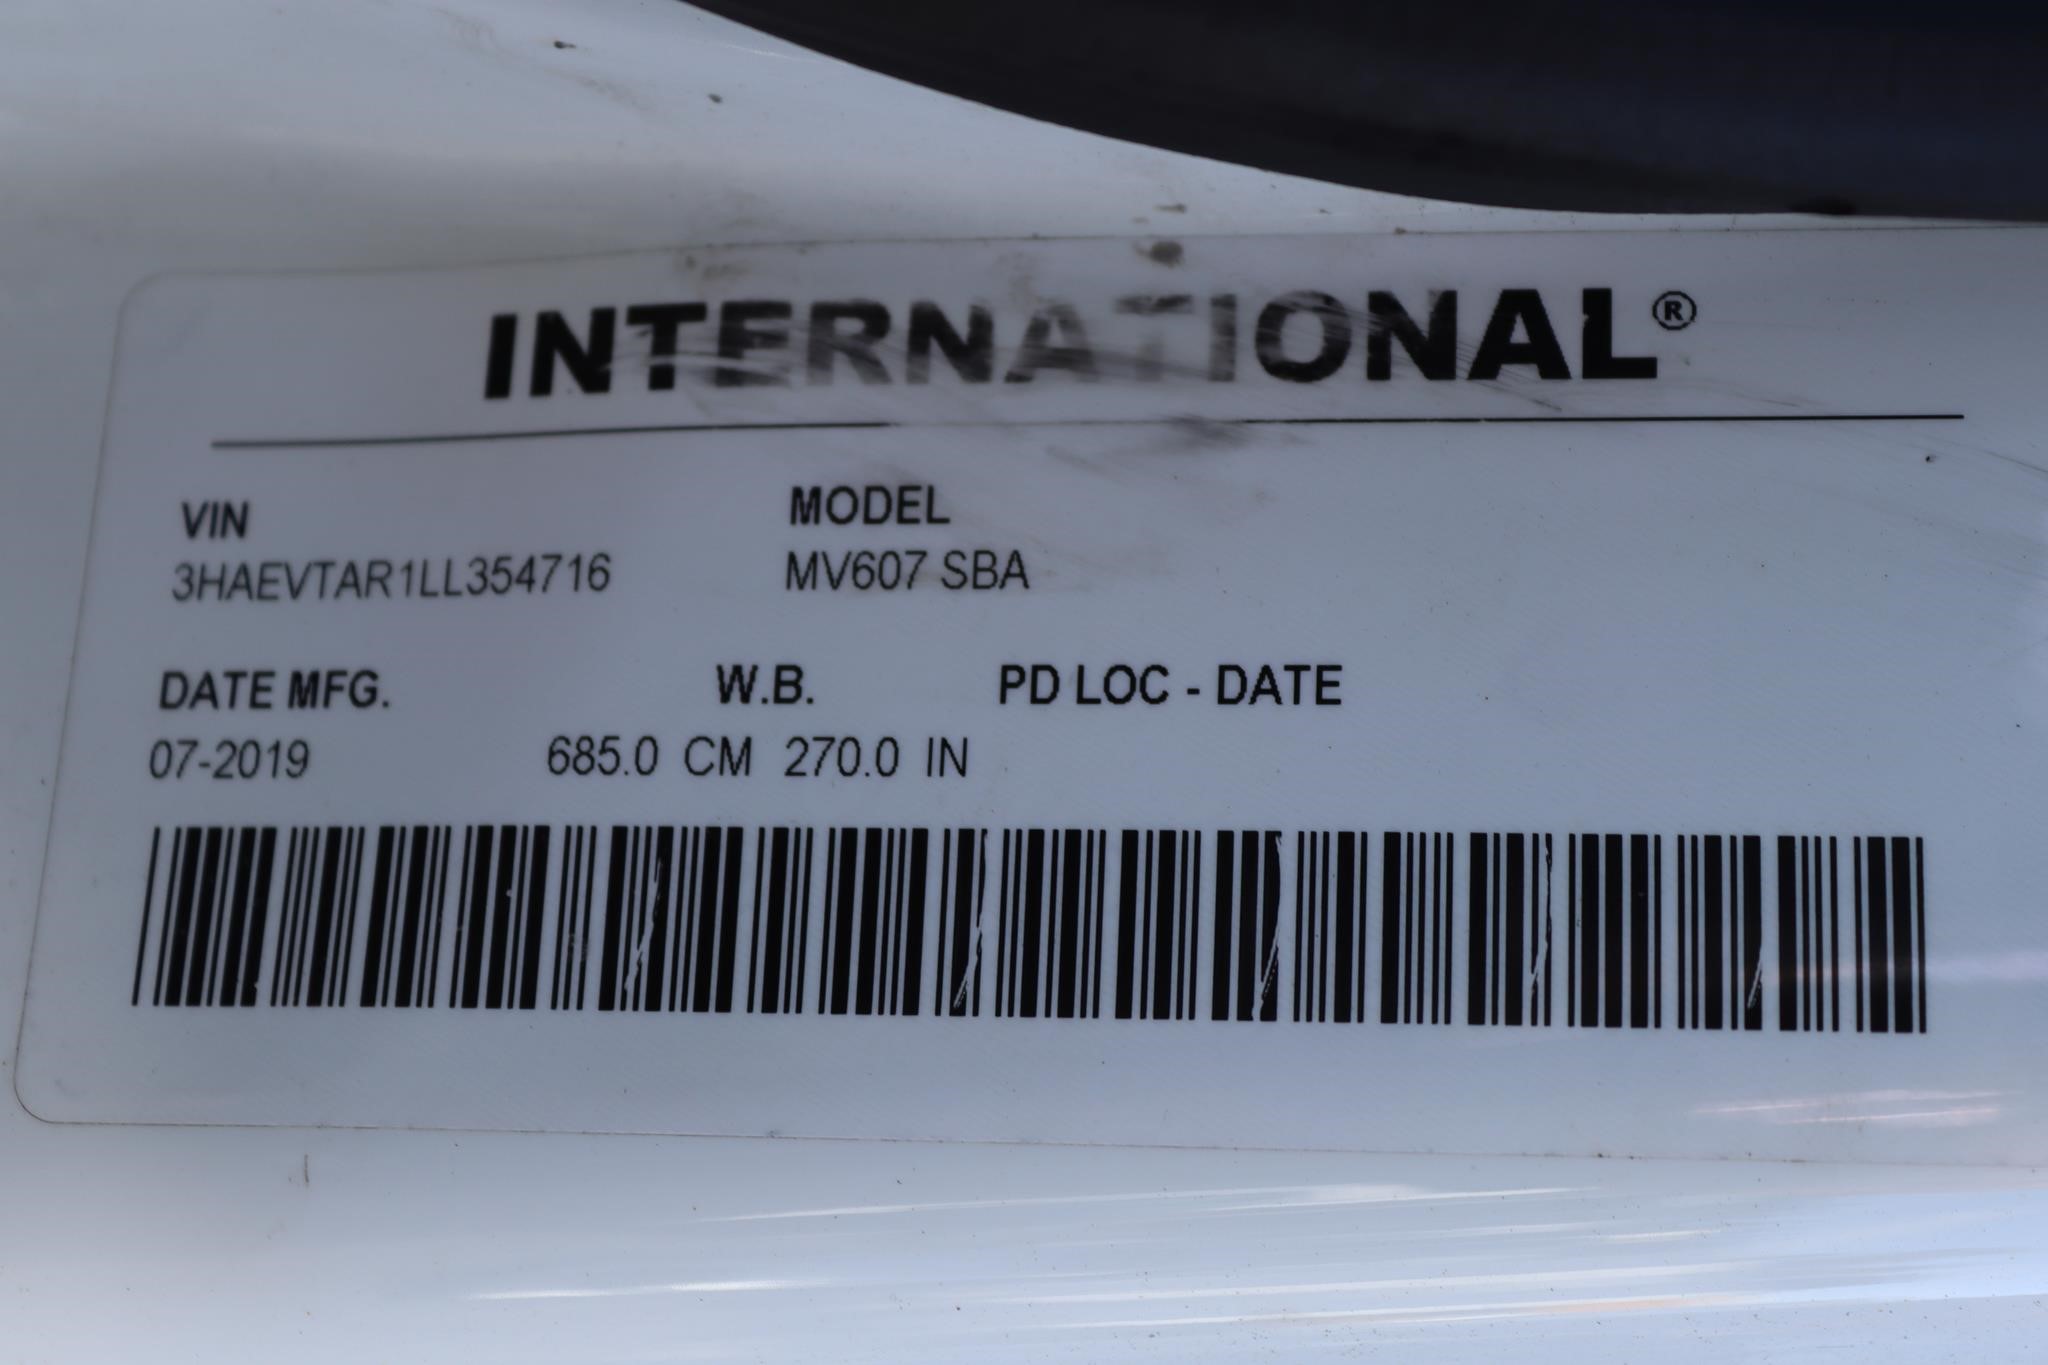 INTERNATIONAL®
VIN MODEL
3HAEVTAR1LL354716 MV607 SBA
DATE MFG. W.B. PD LOC - DATE
07-2019 685.0 CM 270.0 IN